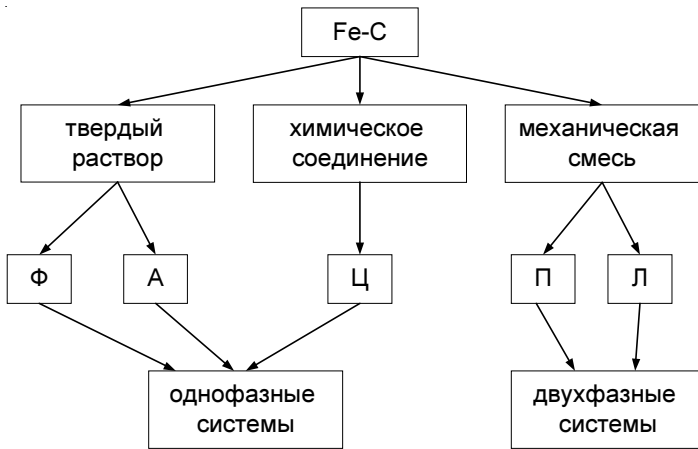 Fe-C
твердый
раствор
химическое
соединение
механическая
смесь
Ф
А
Ц
П
Л
однофазные
системы
двухфазные
системы